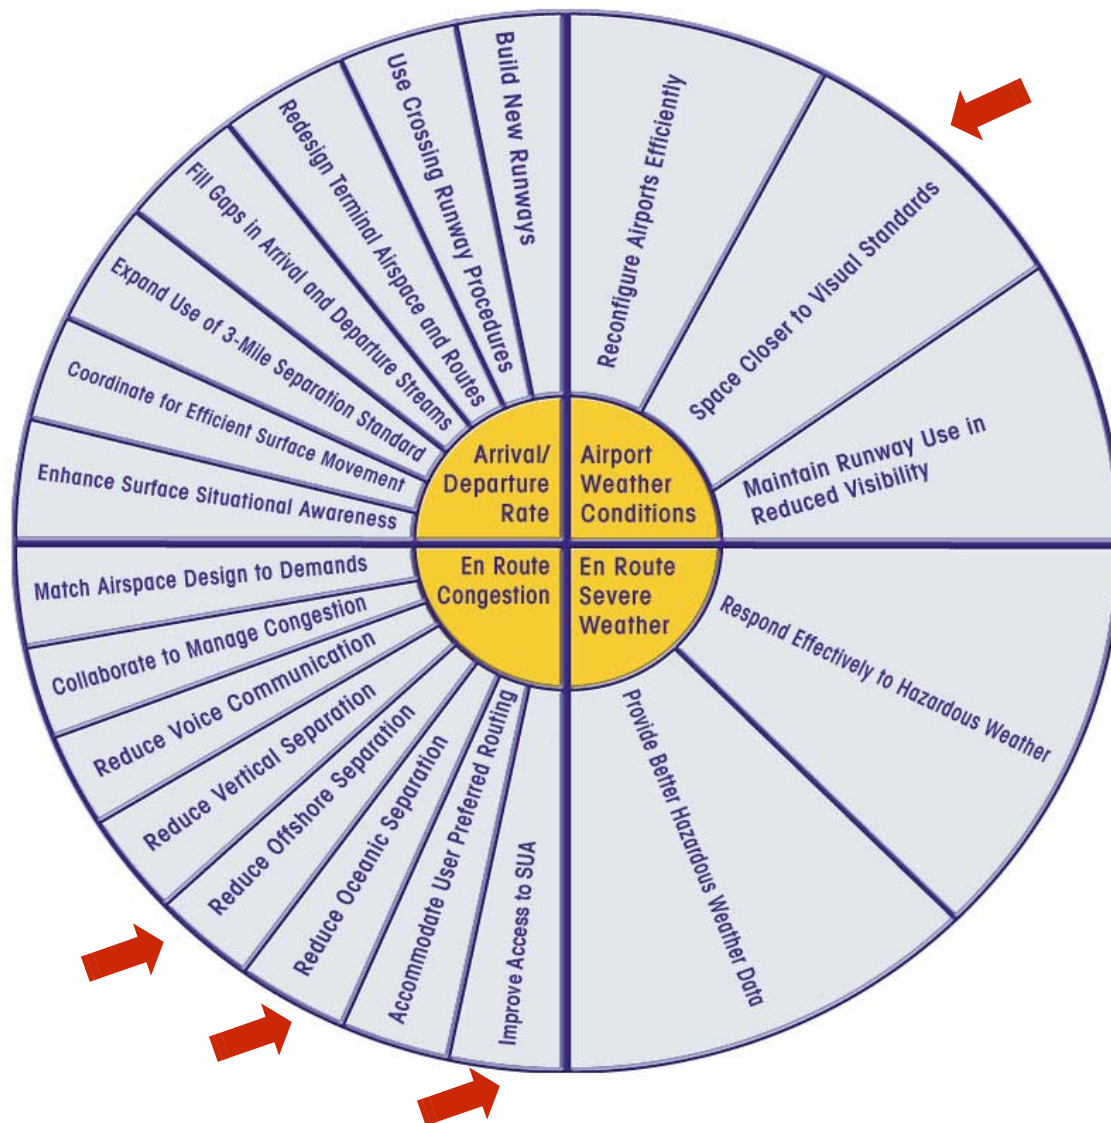 Build New Runways
Use Crossing Runway Procedures
Redesign Terminal Airspace and Routes
Fill Gaps in Arrival and Departure Streams
Expand Use of 3-Mile Separation Standard
Coordinate for Efficient Surface Movement
Enhance Surface Situational Awareness
Arrival/
Departure
Rate
Reconfigure Airports Efficiently
Space Closer to Visual Standards
Maintain Runway Use in
Reduced Visibility
Airport
Weather
Conditions
Match Airspace Design to Demands
Collaborate to Manage Congestion
Reduce Voice Communication
Reduce Vertical Separation
Reduce Offshore Separation
Reduce Oceanic Separation
Accommodate User Preferred Routing
Improve Access to SUA
En Route
Congestion
En Route
Severe
Weather
Respond Effectively to Hazardous Weather
Provide Better Hazardous Weather Data